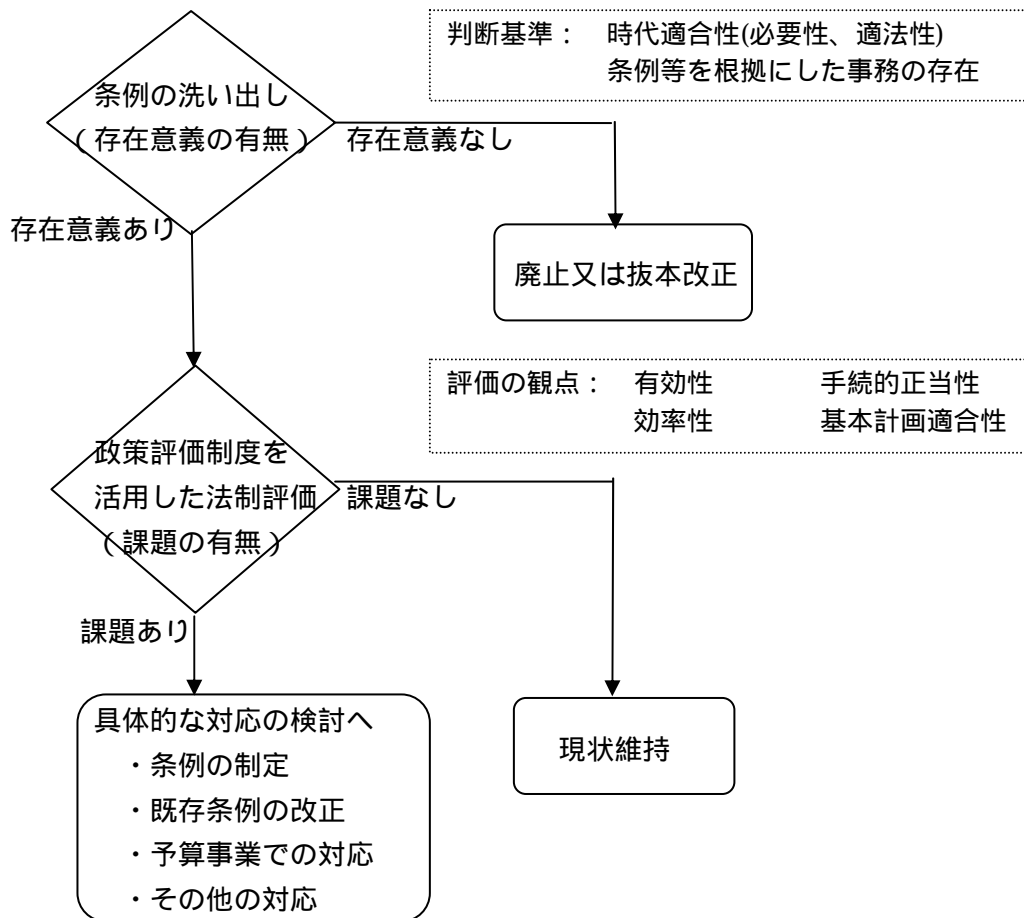 判断基準： 時代適合性(必要性、適法性)
条例等を根拠にした事務の存在
条例の洗い出し
(存在意義の有無)
存在意義なし
存在意義あり
廃止又は抜本改正
評価の観点： 有効性 手続的正当性
効率性 基本計画適合性
政策評価制度を
活用した法制評価
(課題の有無)
課題なし
課題あり
具体的な対応の検討へ
・条例の制定
・既存条例の改正
・予算事業での対応
・その他の対応
現状維持